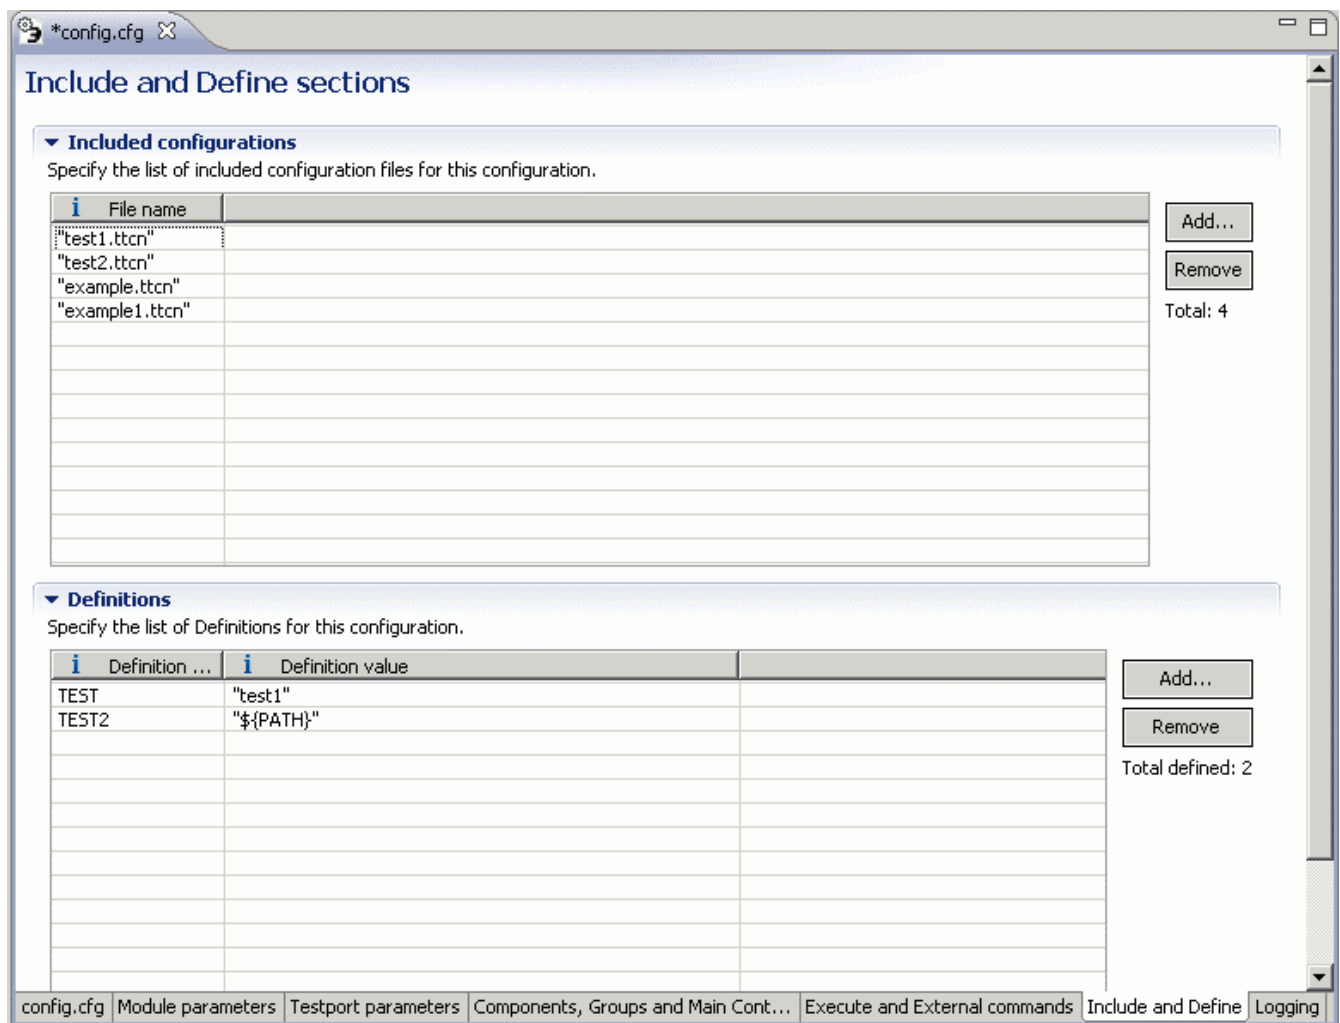 *config.cfg
Include and Define sections
Included configurations
Specify the list of included configuration files for this configuration.
i File name
"test1.ttcn"
"test2.ttcn"
"example.ttcn"
"example1.ttcn"
Add...
Remove
Total: 4
Definitions
Specify the list of Definitions for this configuration.
i Definition ... i Definition value
TEST "test1"
TEST2 "${PATH}"
Add...
Remove
Total defined: 2
config.cfg Module parameters Testport parameters Components, Groups and Main Cont... Execute and External commands Include and Define Logging